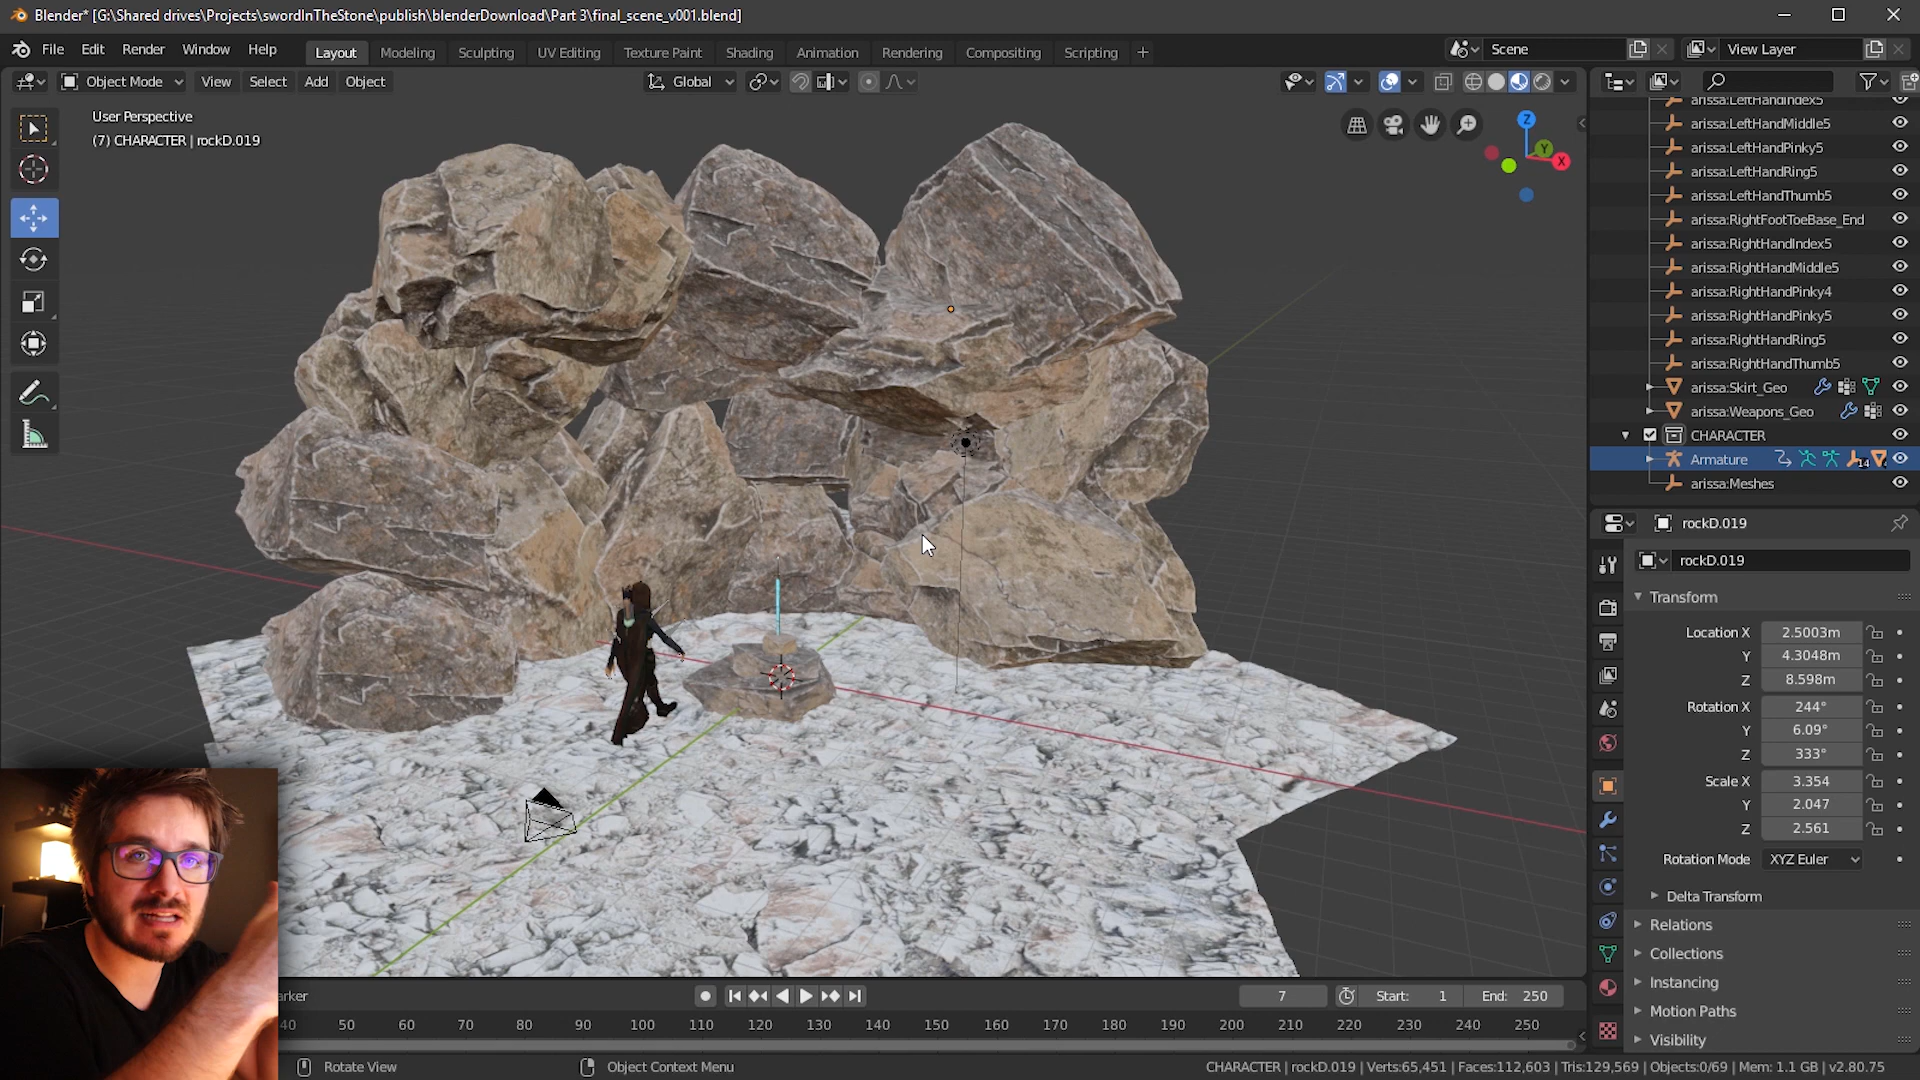 Blender* [G:\Shared drives\Projects\swordInTheStone\publish\blenderDownload\Part 3\final_scene_v001.blend]
File Edit Render Window Help Layout Modeling Sculpting UV Editing Texture Paint Shading Animation Rendering Compositing Scripting + Scene View Layer
Object Mode View Select Add Object Global
User Perspective
(7) CHARACTER | rockD.019
Z
Y
X
arissa:LeftHandIndex5
arissa:LeftHandMiddle5
arissa:LeftHandPinky5
arissa:LeftHandRing5
arissa:LeftHandThumb5
arissa:RightFootToeBase_End
arissa:RightHandIndex5
arissa:RightHandMiddle5
arissa:RightHandPinky4
arissa:RightHandPinky5
arissa:RightHandRing5
arissa:RightHandThumb5
arissa:Skirt_Geo
arissa:Weapons_Geo
CHARACTER
Armature 14
arissa:Meshes
rockD.019
rockD.019
Transform
Location X 2.5003m
Y 4.3048m
Z 8.598m
Rotation X 244°
Y 6.09°
Z 333°
Scale X 3.354
Y 2.047
Z 2.561
Rotation Mode XYZ Euler
Delta Transform
Relations
Collections
Instancing
Motion Paths
Visibility
arker 7 Start: 1 End: 250
40 50 60 70 80 90 100 110 120 130 140 150 160 170 180 190 200 210 220 230 240 250
Rotate View Object Context Menu CHARACTER | rockD.019 | Verts:65,451 | Faces:112,603 | Tris:129,569 | Objects:0/69 | Mem: 1.1 GB | v2.80.75